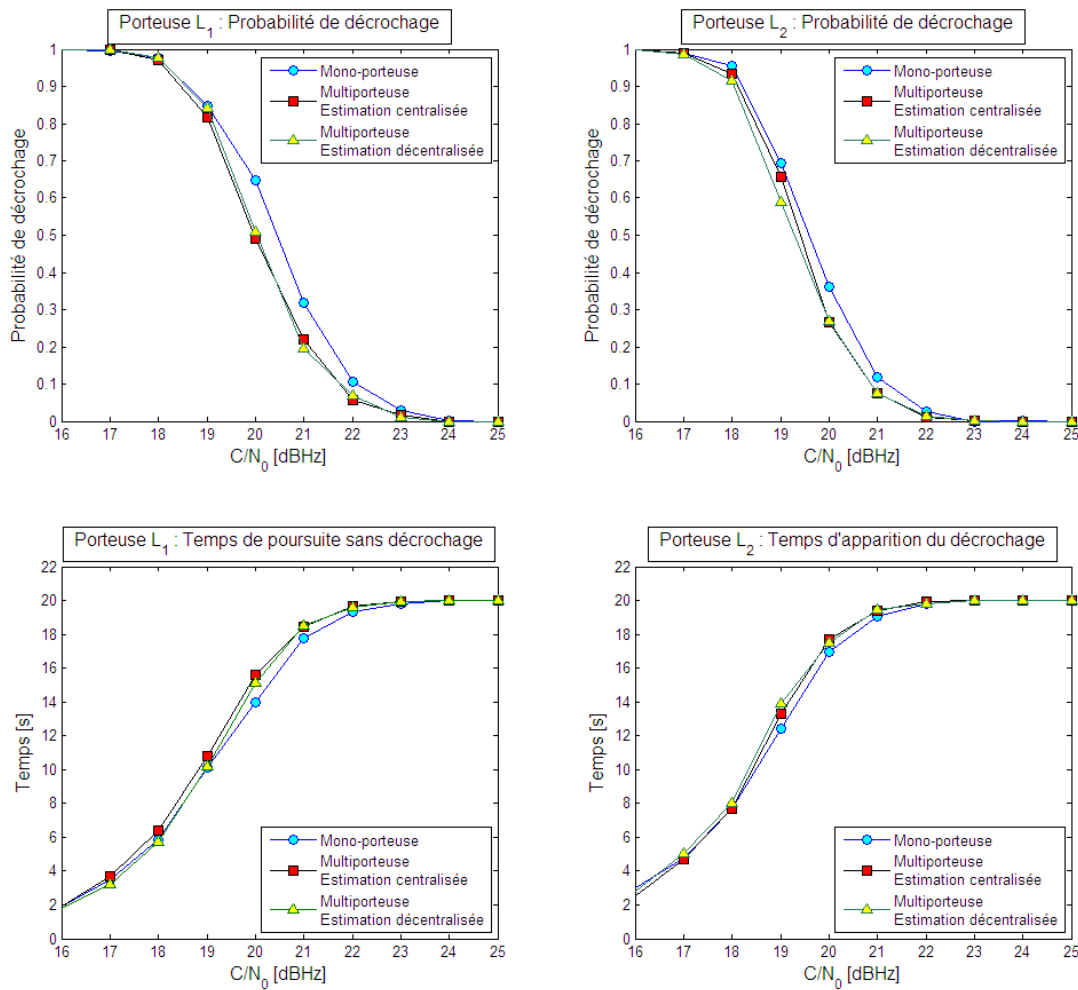 Porteuse L1 : Probabilité de décrochage
Probabilité de décrochage
1
0.9
0.8
0.7
0.6
0.5
0.4
0.3
0.2
0.1
0
16 17 18 19 20 21 22 23 24 25
C/N0 [dBHz]
Mono-porteuse
Multiporteuse
Estimation centralisée
Multiporteuse
Estimation décentralisée
Porteuse L2 : Probabilité de décrochage
Probabilité de décrochage
1
0.9
0.8
0.7
0.6
0.5
0.4
0.3
0.2
0.1
0
16 17 18 19 20 21 22 23 24 25
C/N0 [dBHz]
Mono-porteuse
Multiporteuse
Estimation centralisée
Multiporteuse
Estimation décentralisée
Porteuse L1 : Temps de poursuite sans décrochage
Temps [s]
22
20
18
16
14
12
10
8
6
4
2
0
16 17 18 19 20 21 22 23 24 25
C/N0 [dBHz]
Mono-porteuse
Multiporteuse
Estimation centralisée
Multiporteuse
Estimation décentralisée
Porteuse L2 : Temps d'apparition du décrochage
Temps [s]
22
20
18
16
14
12
10
8
6
4
2
0
16 17 18 19 20 21 22 23 24 25
C/N0 [dBHz]
Mono-porteuse
Multiporteuse
Estimation centralisée
Multiporteuse
Estimation décentralisée